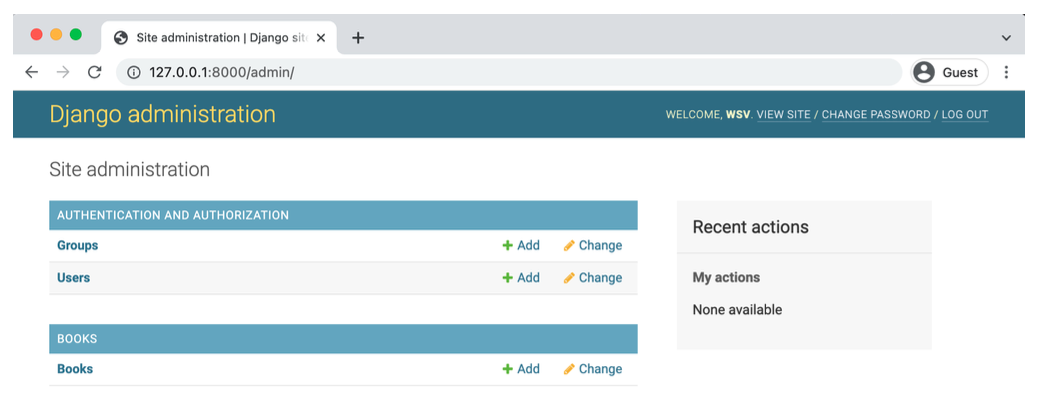 Site administration | Django sit
127.0.0.1:8000/admin/
Guest
Django administration
WELCOME, WSV. VIEW SITE / CHANGE PASSWORD / LOG OUT
Site administration
AUTHENTICATION AND AUTHORIZATION
Groups Add Change
Users Add Change
BOOKS
Books Add Change
Recent actions
My actions
None available